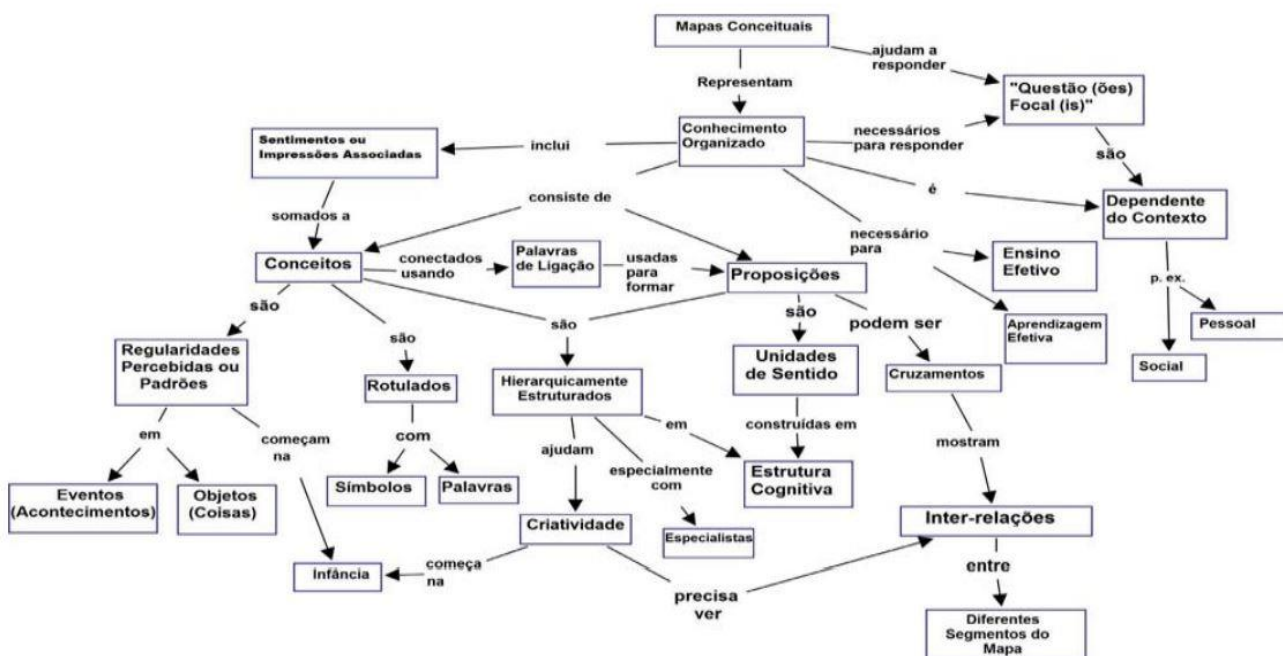 Mapas Conceituais
ajudam a
responder
Representam
"Questão (ões)
Focal (is)"
Sentimentos ou
Impressões Associadas
inclui
Conhecimento
Organizado
necessários
para responder
são
é
Dependente
do Contexto
somados a
consiste de
necessário
para
Conceitos
conectados
usando
Palavras
de Ligação
usadas
para
formar
Proposições
Ensino
Efetivo
p. ex.
são
são
são
são
podem ser
Aprendizagem
Efetiva
Pessoal
Social
Regularidades
Percebidas ou
Padrões
Rotulados
Hierarquicamente
Estruturados
Unidades
de Sentido
Cruzamentos
em
começam
na
com
ajudam
em
especialmente
com
construídas em
mostram
Eventos
(Acontecimentos)
Objetos
(Coisas)
Símbolos
Palavras
Estrutura
Cognitiva
Criatividade
Especialistas
Inter-relações
Infância
começa
na
precisa
ver
entre
Diferentes
Segmentos do
Mapa